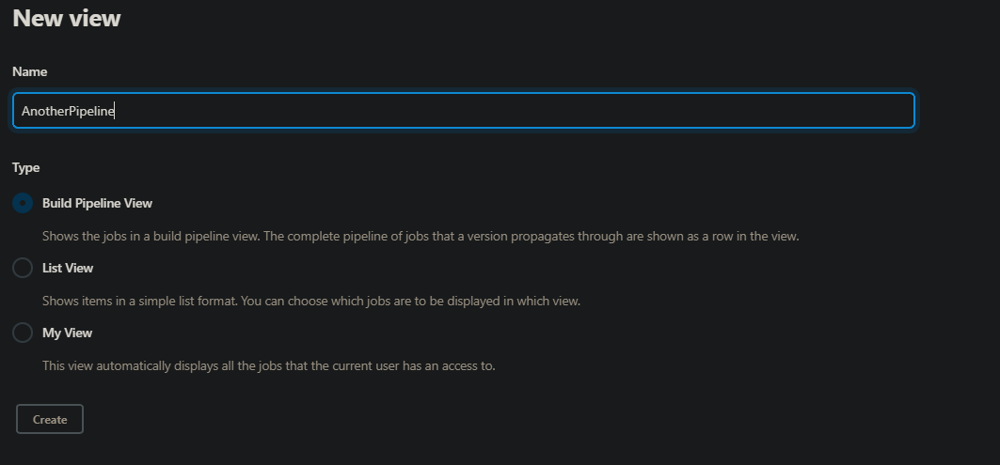 New view
Name
AnotherPipeline
Type
Build Pipeline View
Shows the jobs in a build pipeline view. The complete pipeline of jobs that a version propagates through are shown as a row in the view.
List View
Shows items in a simple list format. You can choose which jobs are to be displayed in which view.
My View
This view automatically displays all the jobs that the current user has an access to.
Create